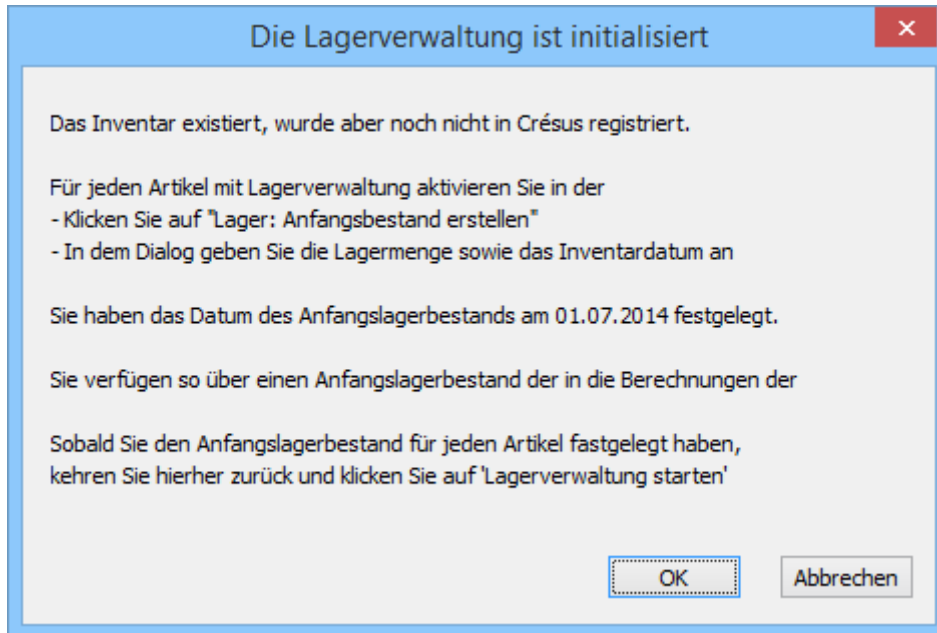 Die Lagerverwaltung ist initialisiert
Das Inventar existiert, wurde aber noch nicht in Crésus registriert.
Für jeden Artikel mit Lagerverwaltung aktivieren Sie in der
- Klicken Sie auf "Lager: Anfangsbestand erstellen"
- In dem Dialog geben Sie die Lagermenge sowie das Inventardatum an
Sie haben das Datum des Anfangslagerbestands am 01.07.2014 festgelegt.
Sie verfügen so über einen Anfangslagerbestand der in die Berechnungen der
Sobald Sie den Anfangslagerbestand für jeden Artikel fastgelegt haben,
kehren Sie hierher zurück und klicken Sie auf 'Lagerverwaltung starten'
OK Abbrechen